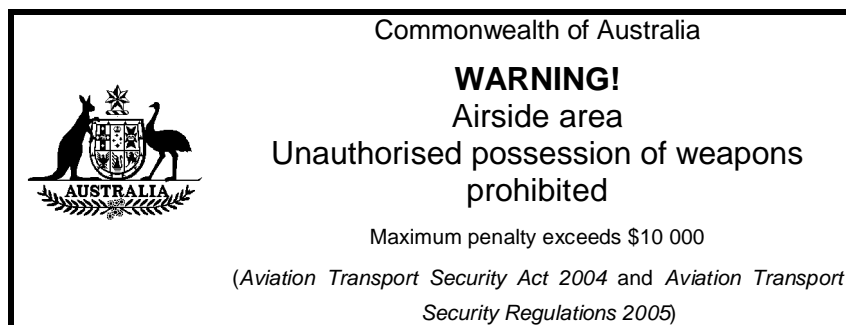 Commonwealth of Australia
WARNING!
Airside area
Unauthorised possession of weapons
prohibited
AUSTRALIA
Maximum penalty exceeds $10 000
(Aviation Transport Security Act 2004 and Aviation Transport
Security Regulations 2005)